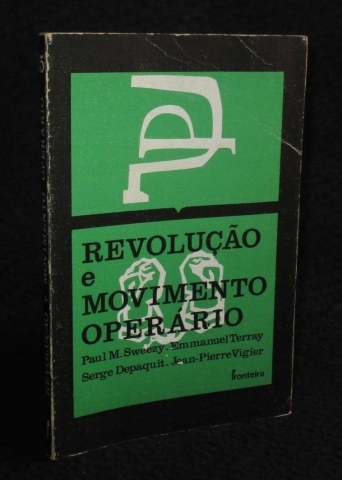 REVOLUÇÃO
e
MOVIMENTO
OPERÁRIO
Paul M. Sweezy . Emmanuel Terray
Serge Depaquit . Jean-Pierre Vigier
fronteira